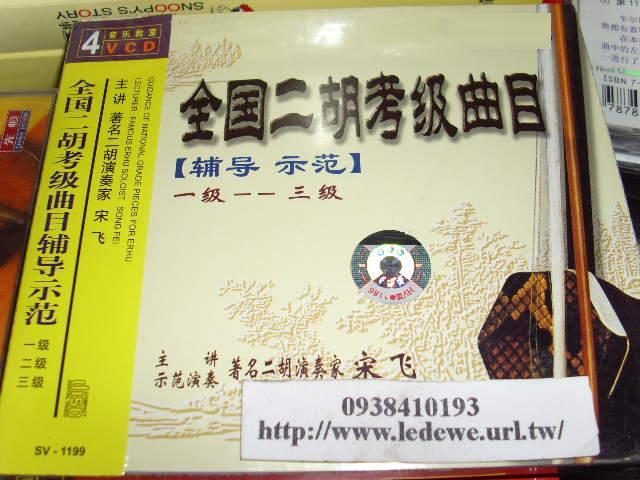 SNOOPY'S STORY
4
音乐教室
VCD
GUIDANCE OF NATIONAL GRADE PIECES FOR ERHU
LECTURER: FAMOUS ERHU SOLOIST SONG FEI
主讲 著名二胡演奏家 宋飞
全国二胡考级曲目辅导示范
一级
二级
三级
SV - 1199
全国二胡考级曲目
【辅导 示范】
一级 — — 三级
主讲
示范演奏 著名二胡演奏家 宋飞
0938410193
http://www.ledewe.url.tw/
ISBN 7-